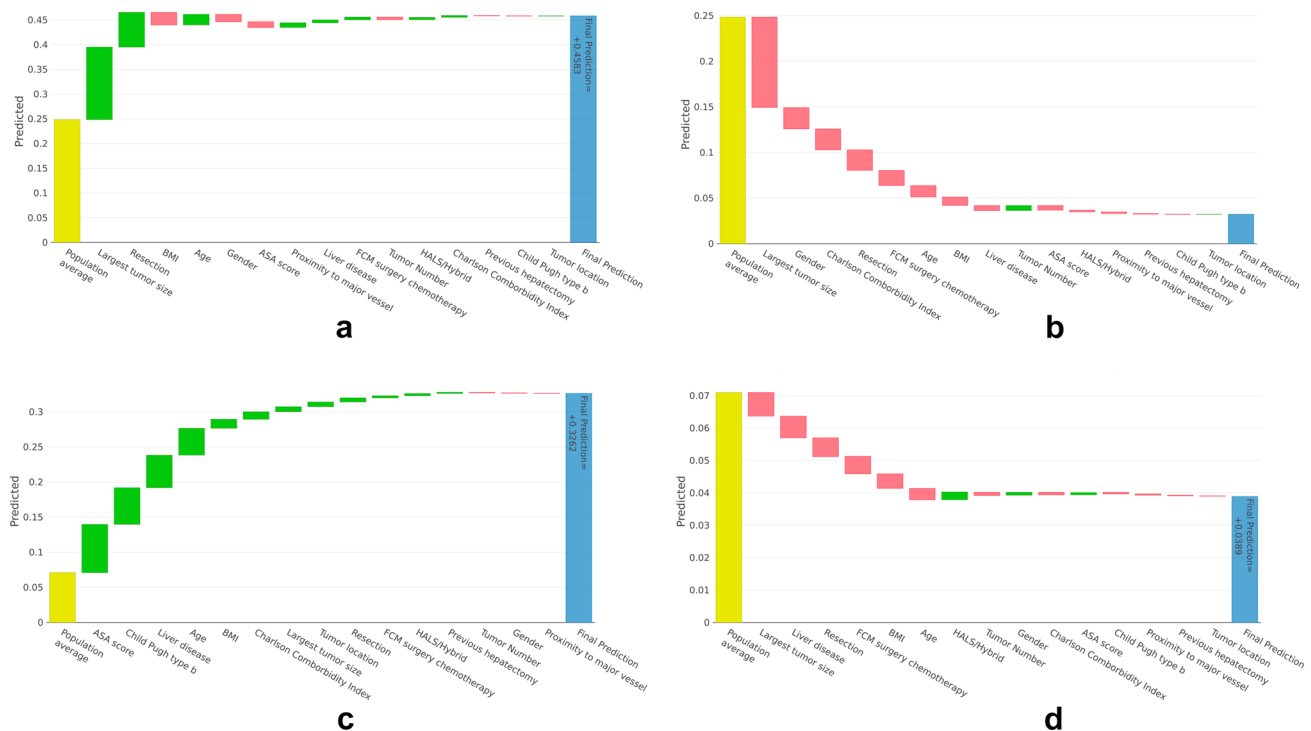 Predicted
0.45
0.4
0.35
0.3
0.25
0.2
0.15
0.1
0.05
0
Population
average
Largest tumor size
Resection
BMI
Age
Gender
ASA score
Proximity to major vessel
Liver disease
FCM surgery chemotherapy
Tumor Number
HALS/Hybrid
Charlson Comborbidity Index
Previous hepatectomy
Child Pugh type b
Tumor location
Final Prediction
Final Prediction=
+0.4583
a
Predicted
0.25
0.2
0.15
0.1
0.05
0
Population
average
Largest tumor size
Gender
Charlson Comborbidity Index
Resection
FCM surgery chemotherapy
Age
BMI
Liver disease
Tumor Number
ASA score
HALS/Hybrid
Proximity to major vessel
Previous hepatectomy
Child Pugh type b
Tumor location
Final Prediction
b
Predicted
0.3
0.25
0.2
0.15
0.1
0.05
0
Population
average
ASA score
Child Pugh type b
Liver disease
Age
BMI
Charlson Comborbidity Index
Largest tumor size
Tumor location
Resection
FCM surgery chemotherapy
HALS/Hybrid
Previous hepatectomy
Tumor Number
Gender
Proximity to major vessel
Final Prediction
Final Prediction=
+0.3262
c
Predicted
0.07
0.06
0.05
0.04
0.03
0.02
0.01
0
Population
average
Largest tumor size
Liver disease
Resection
FCM surgery chemotherapy
BMI
Age
HALS/Hybrid
Tumor Number
Gender
Charlson Comborbidity Index
ASA score
Child Pugh type b
Proximity to major vessel
Previous hepatectomy
Tumor location
Final Prediction
Final Prediction=
+0.0389
d